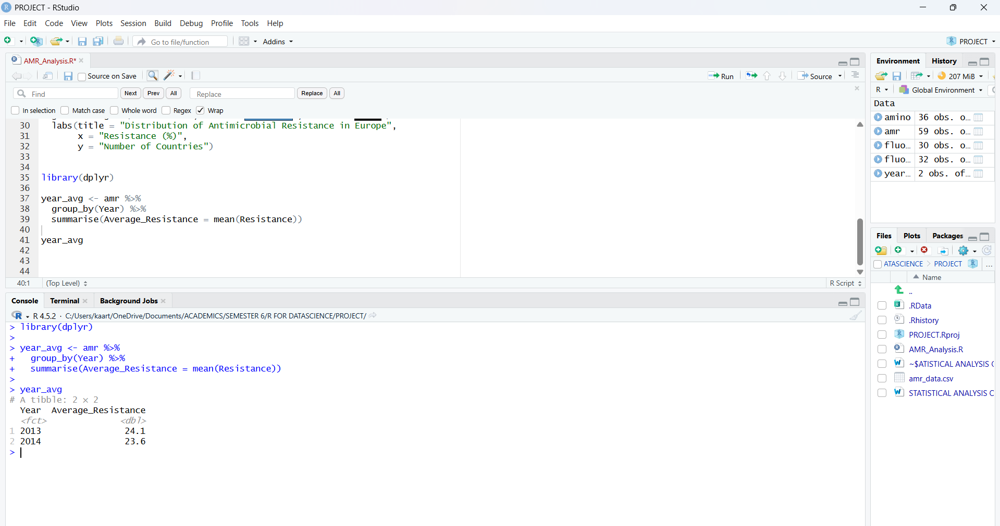 PROJECT - RStudio
File Edit Code View Plots Session Build Debug Profile Tools Help
Go to file/function Addins PROJECT
AMR_Analysis.R*
Source on Save Run Source
Find Next Prev All Replace Replace All
In selection Match case Whole word Regex Wrap
30 labs(title = "Distribution of Antimicrobial Resistance in Europe",
31 x = "Resistance (%)",
32 y = "Number of Countries")
33
34
35 library(dplyr)
36
37 year_avg <- amr %>%
38 group_by(Year) %>%
39 summarise(Average_Resistance = mean(Resistance))
40
41 year_avg
42
43
44
40:1 (Top Level) R Script
Console Terminal Background Jobs
R 4.5.2 · C:/Users/kaart/OneDrive/Documents/ACADEMICS/SEMESTER 6/R FOR DATASCIENCE/PROJECT/
> library(dplyr)
>
> year_avg <- amr %>%
+ group_by(Year) %>%
+ summarise(Average_Resistance = mean(Resistance))
>
> year_avg
# A tibble: 2 × 2
Year Average_Resistance
<fct> <dbl>
1 2013 24.1
2 2014 23.6
>
Environment History
207 MiB
R Global Environment
Data
amino 36 obs. o…
amr 59 obs. o…
fluo… 30 obs. o…
fluo… 32 obs. o…
year… 2 obs. of…
Files Plots Packages
ATASCIENCE PROJECT ...
Name
..
.RData
.Rhistory
PROJECT.Rproj
AMR_Analysis.R
~$ATISTICAL ANALYSIS
amr_data.csv
STATISTICAL ANALYSIS